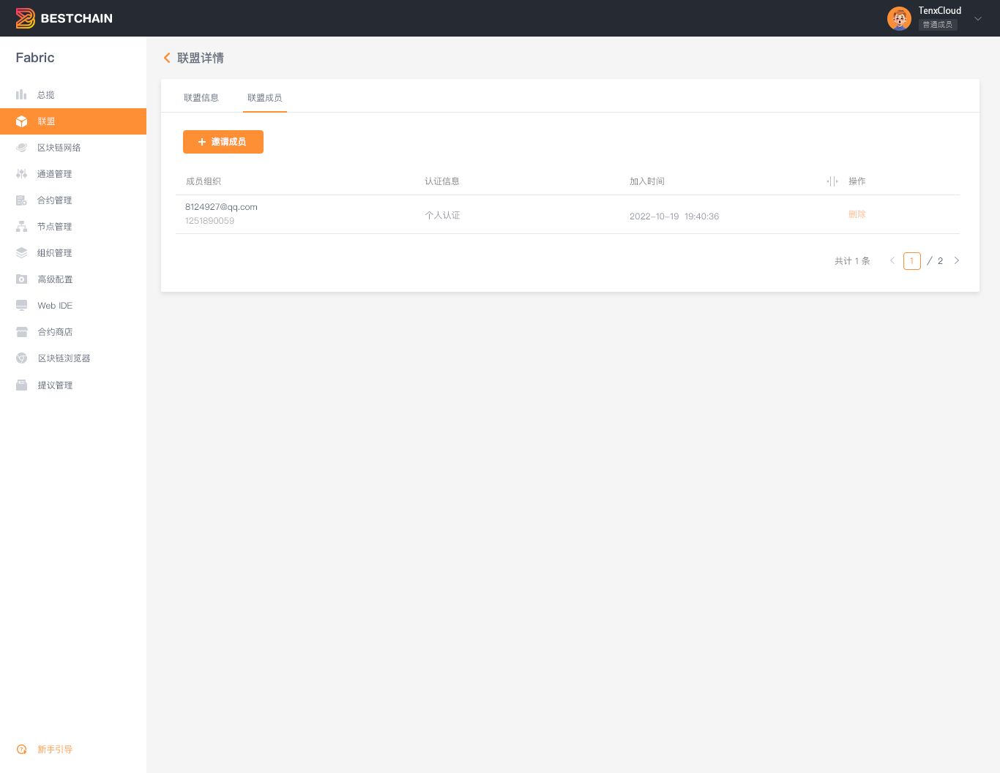 BESTCHAIN
TenxCloud
普通成员
Fabric
总揽
联盟
区块链网络
通道管理
合约管理
节点管理
组织管理
高级配置
Web IDE
合约商店
区块链浏览器
提议管理
新手引导
联盟详情
联盟信息 联盟成员
+ 邀请成员
成员组织 认证信息 加入时间 操作
8124927@qq.com
1251890059
个人认证 2022-10-19 19:40:36 删除
共计 1 条 1 / 2